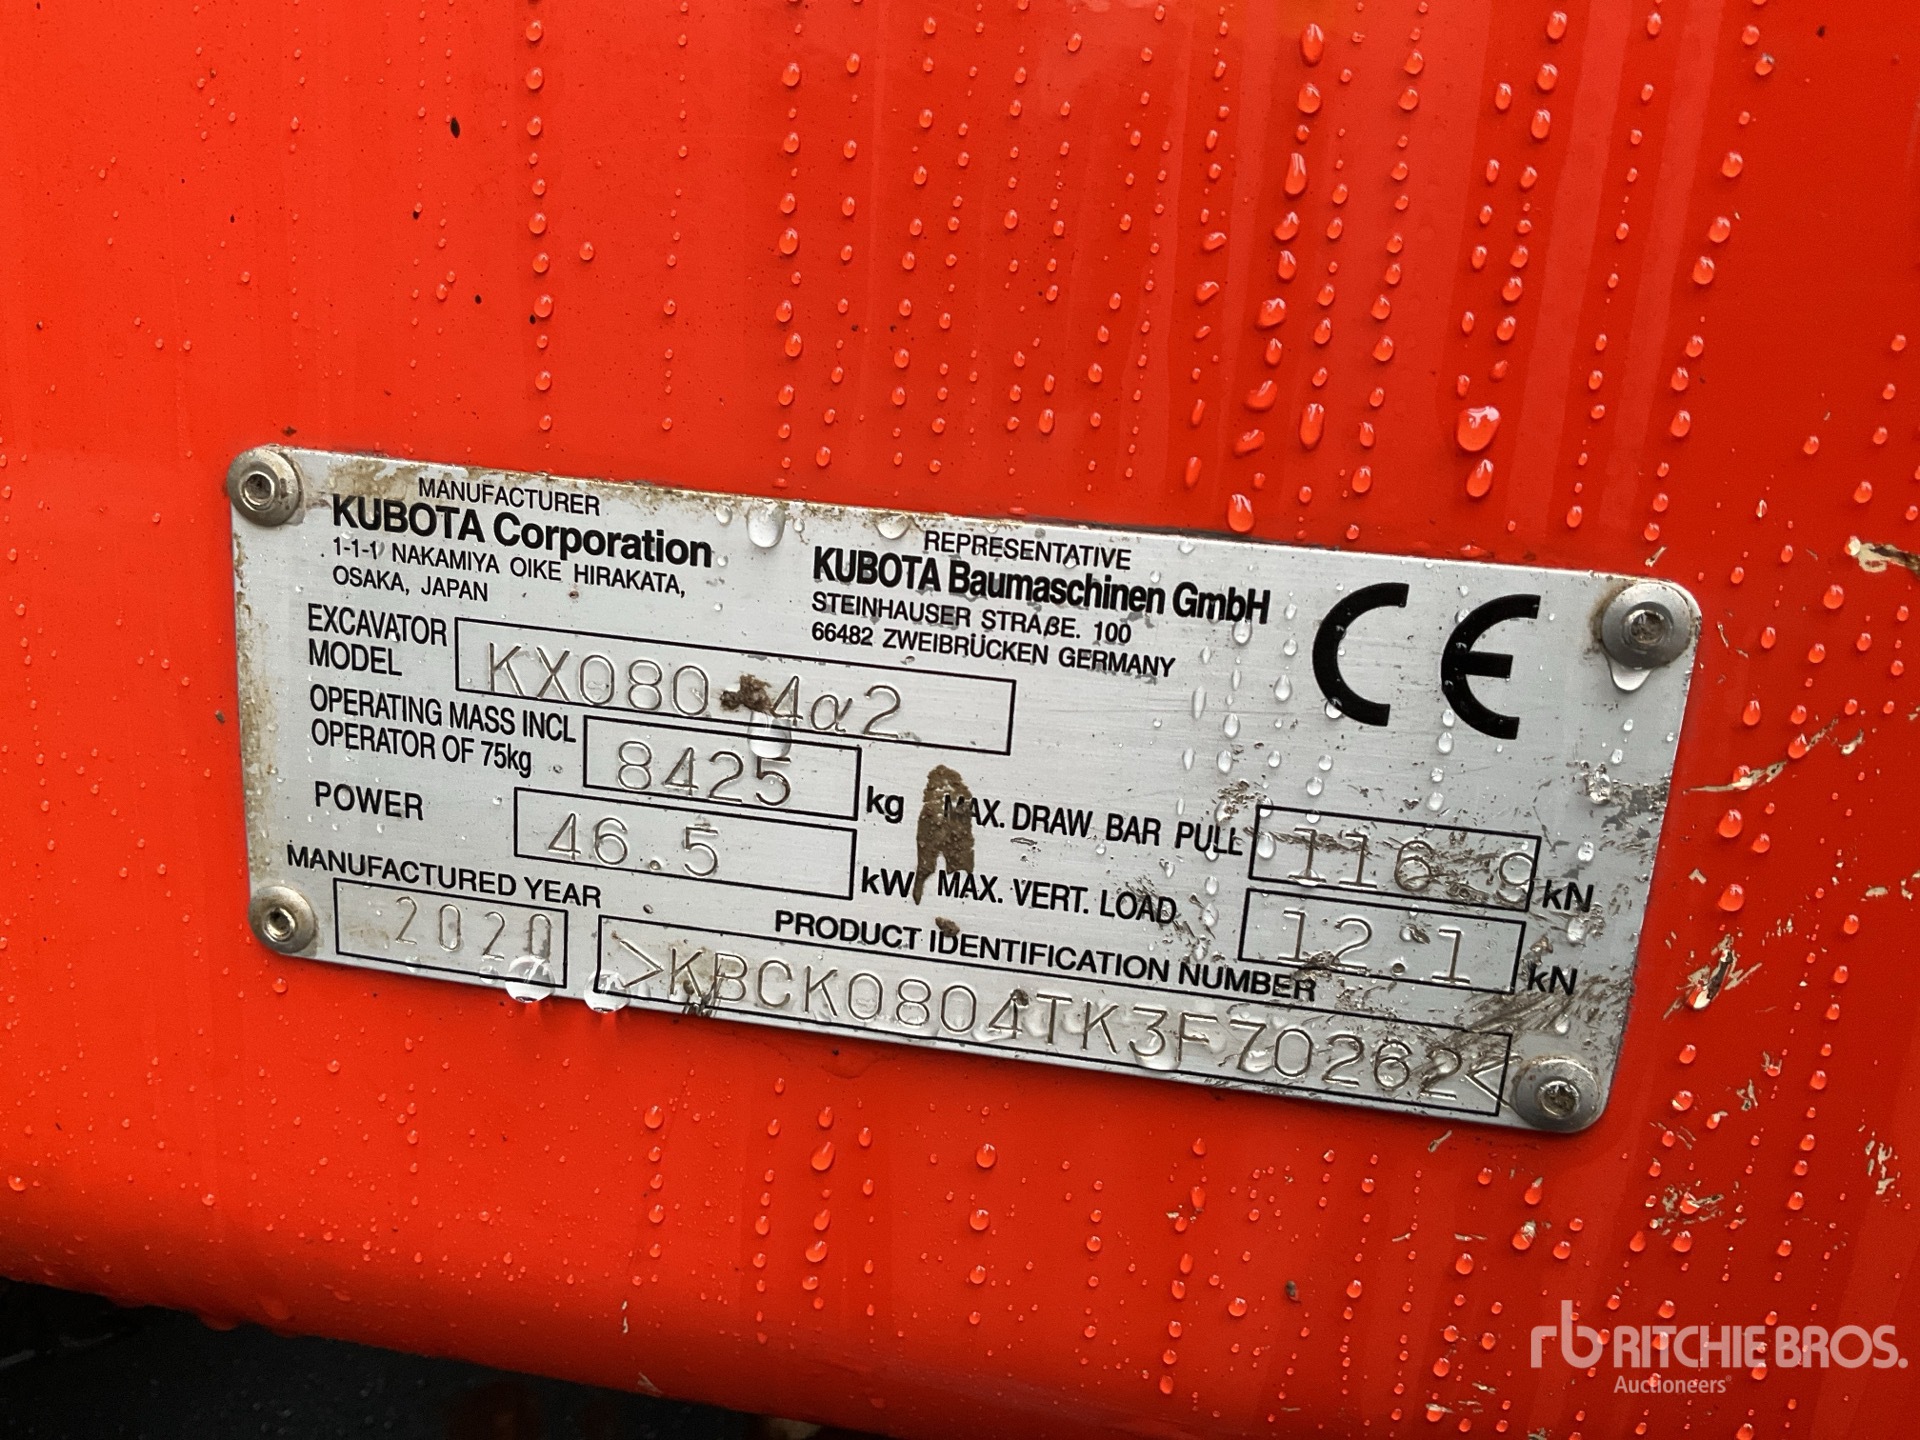 MANUFACTURER
KUBOTA Corporation
1-1-1 NAKAMIYA OIKE HIRAKATA,
OSAKA, JAPAN
REPRESENTATIVE
KUBOTA Baumaschinen GmbH
STEINHAUSER STRAßE. 100
66482 ZWEIBRÜCKEN GERMANY
CE
EXCAVATOR
MODEL
KX080-4α2
OPERATING MASS INCL
OPERATOR OF 75kg
8425 kg
POWER
46.5 kW
MAX. DRAW BAR PULL 116.9 kN
MAX. VERT. LOAD 12.1 kN
MANUFACTURED YEAR
2020
PRODUCT IDENTIFICATION NUMBER
>KBCK0804TK3F70262<
rb RITCHIE BROS.
Auctioneers®